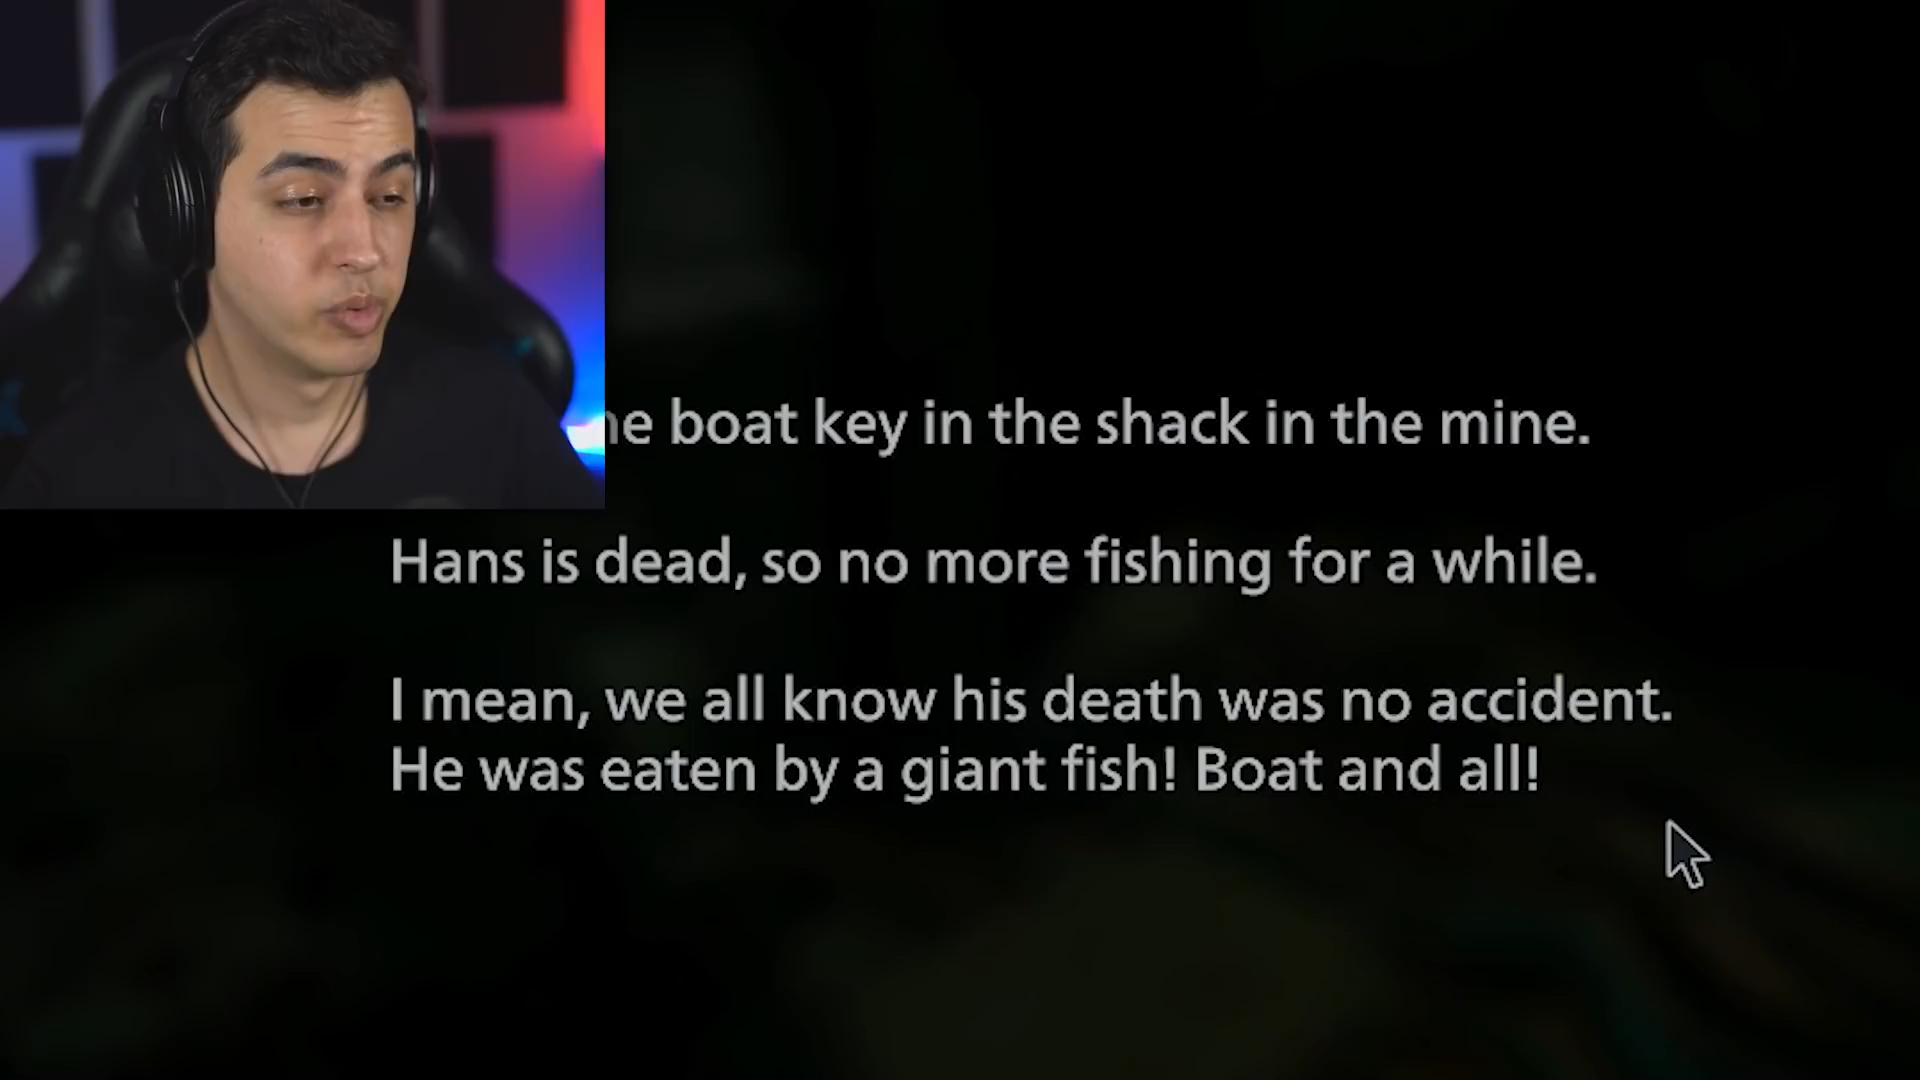 boat key in the shack in the mine.
Hans is dead, so no more fishing for a while.
I mean, we all know his death was no accident.
He was eaten by a giant fish! Boat and all!